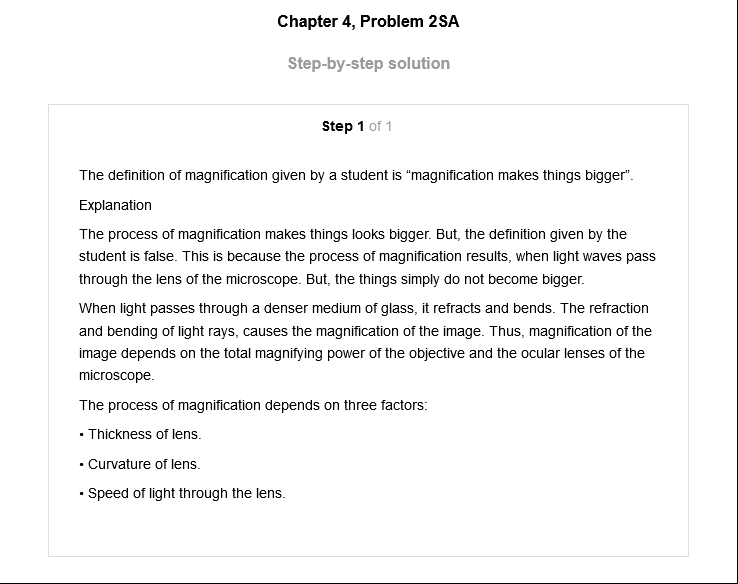 Chapter 4, Problem 2SA
Step-by-step solution
Step 1 of 1
The definition of magnification given by a student is “magnification makes things bigger”.
Explanation
The process of magnification makes things looks bigger. But, the definition given by the
student is false. This is because the process of magnification results, when light waves pass
through the lens of the microscope. But, the things simply do not become bigger.
When light passes through a denser medium of glass, it refracts and bends. The refraction
and bending of light rays, causes the magnification of the image. Thus, magnification of the
image depends on the total magnifying power of the objective and the ocular lenses of the
microscope.
The process of magnification depends on three factors:
• Thickness of lens.
• Curvature of lens.
• Speed of light through the lens.